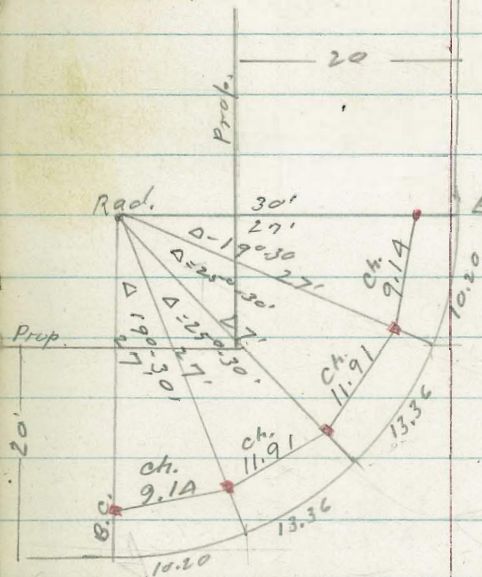 20
Prop.
Rad.
30'
27'
Δ-19°30
27'
Δ=25°-30'
27'
Δ=25°-30'
27'
Δ 19°-30'
27'
Prop.
20'
B.C.
ch.
9.14
ch.
11.91
ch.
11.91
ch.
9.14
10.20
13.36
13.36
10.20